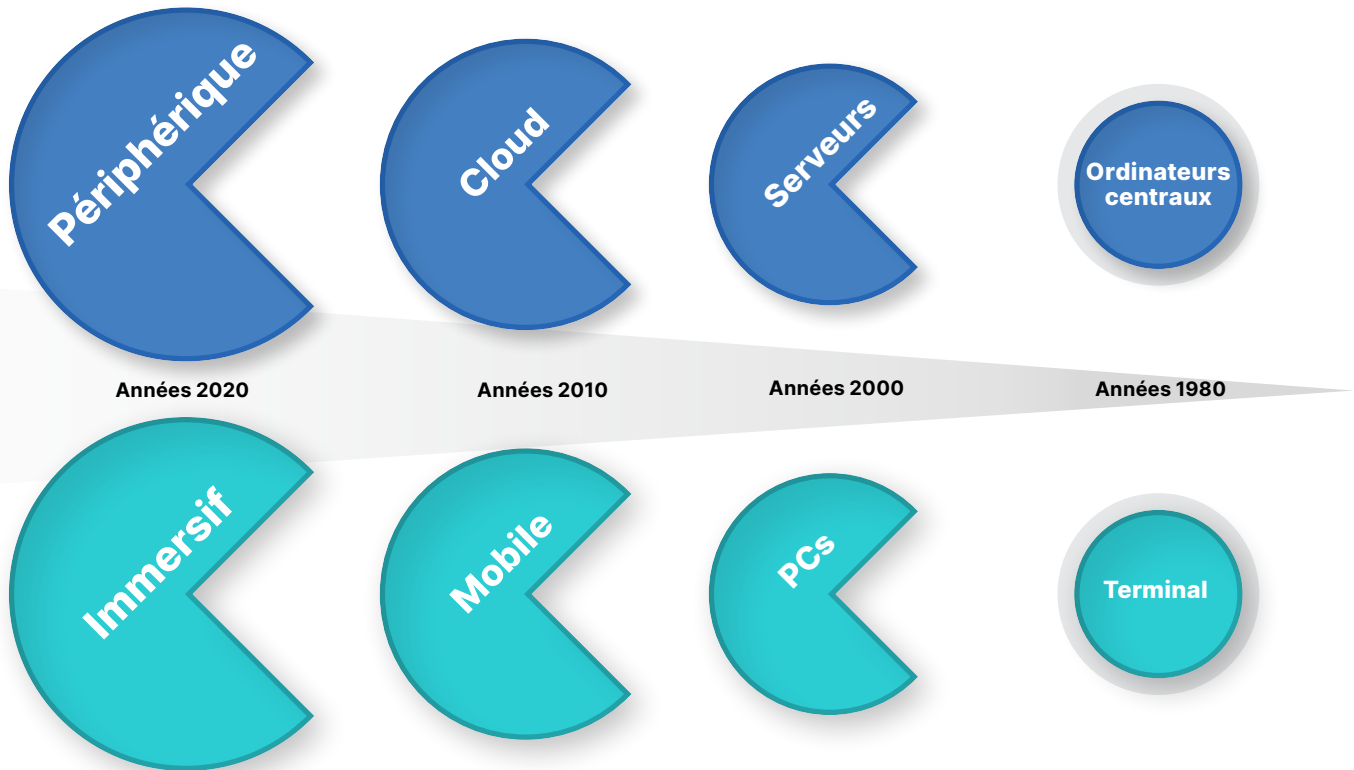 Périphérique
Cloud
Serveurs
Ordinateurs
centraux
Années 2020
Années 2010
Années 2000
Années 1980
Immersif
Mobile
PCs
Terminal